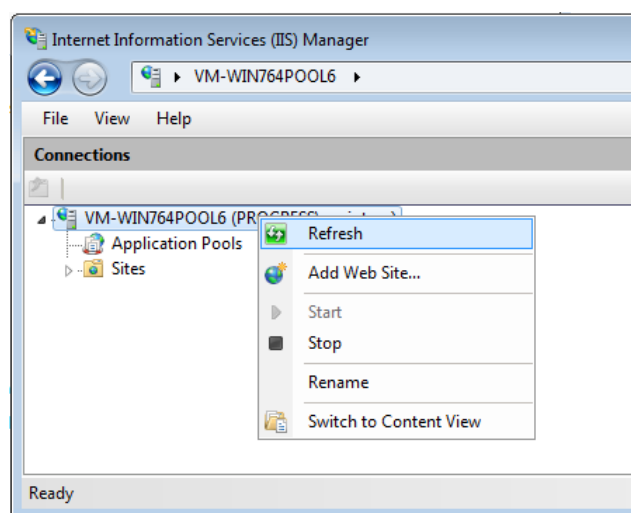 Internet Information Services (IIS) Manager
VM-WIN764POOL6
File View Help
Connections
VM-WIN764POOL6
Application Pools
Sites
Refresh
Add Web Site...
Start
Stop
Rename
Switch to Content View
Ready